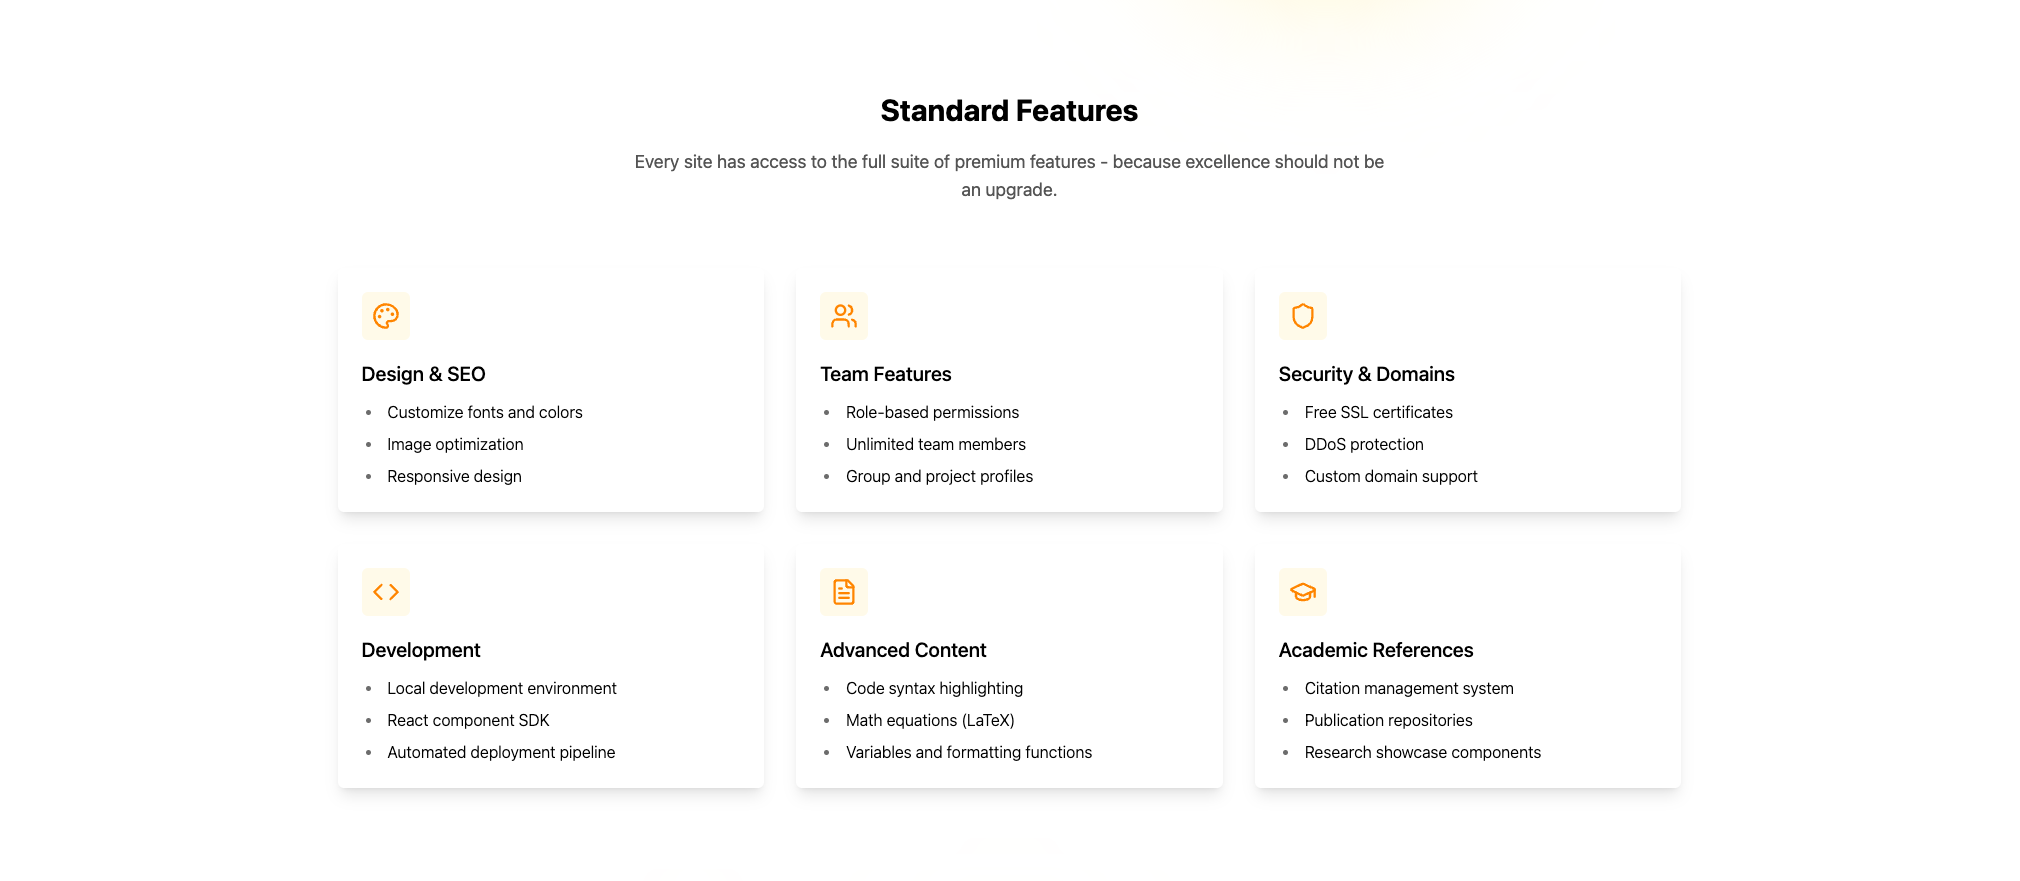 Standard Features
Every site has access to the full suite of premium features - because excellence should not be
an upgrade.
Design & SEO
Customize fonts and colors
Image optimization
Responsive design
Team Features
Role-based permissions
Unlimited team members
Group and project profiles
Security & Domains
Free SSL certificates
DDoS protection
Custom domain support
Development
Local development environment
React component SDK
Automated deployment pipeline
Advanced Content
Code syntax highlighting
Math equations (LaTeX)
Variables and formatting functions
Academic References
Citation management system
Publication repositories
Research showcase components